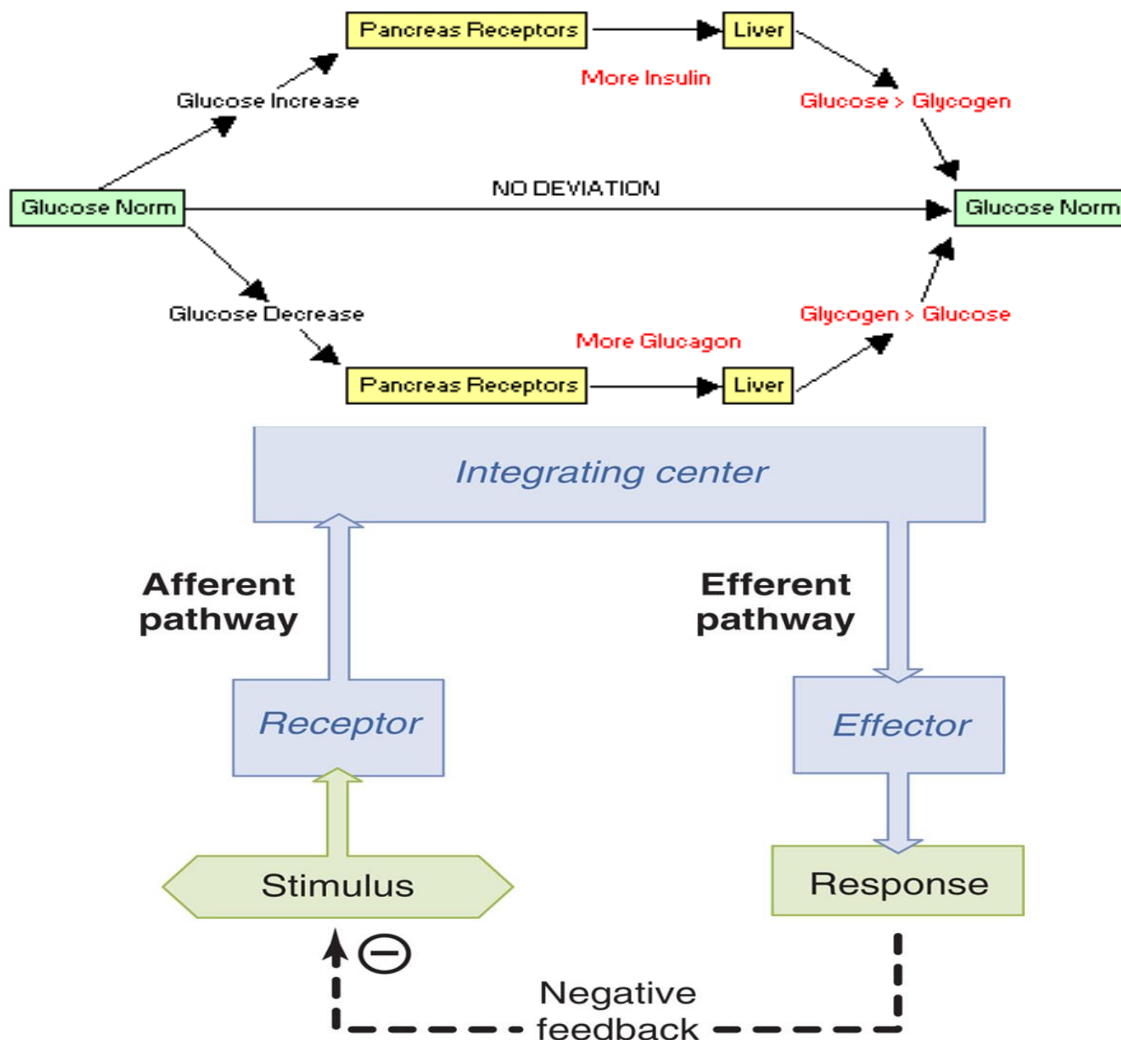 Pancreas Receptors
Liver
More Insulin
Glucose Increase
Glucose > Glycogen
NO DEVIATION
Glucose Norm
Glucose Norm
Glucose Decrease
Glycogen > Glucose
More Glucagon
Pancreas Receptors
Liver
Integrating center
Afferent
pathway
Efferent
pathway
Receptor
Effector
Stimulus
Response
Negative
feedback